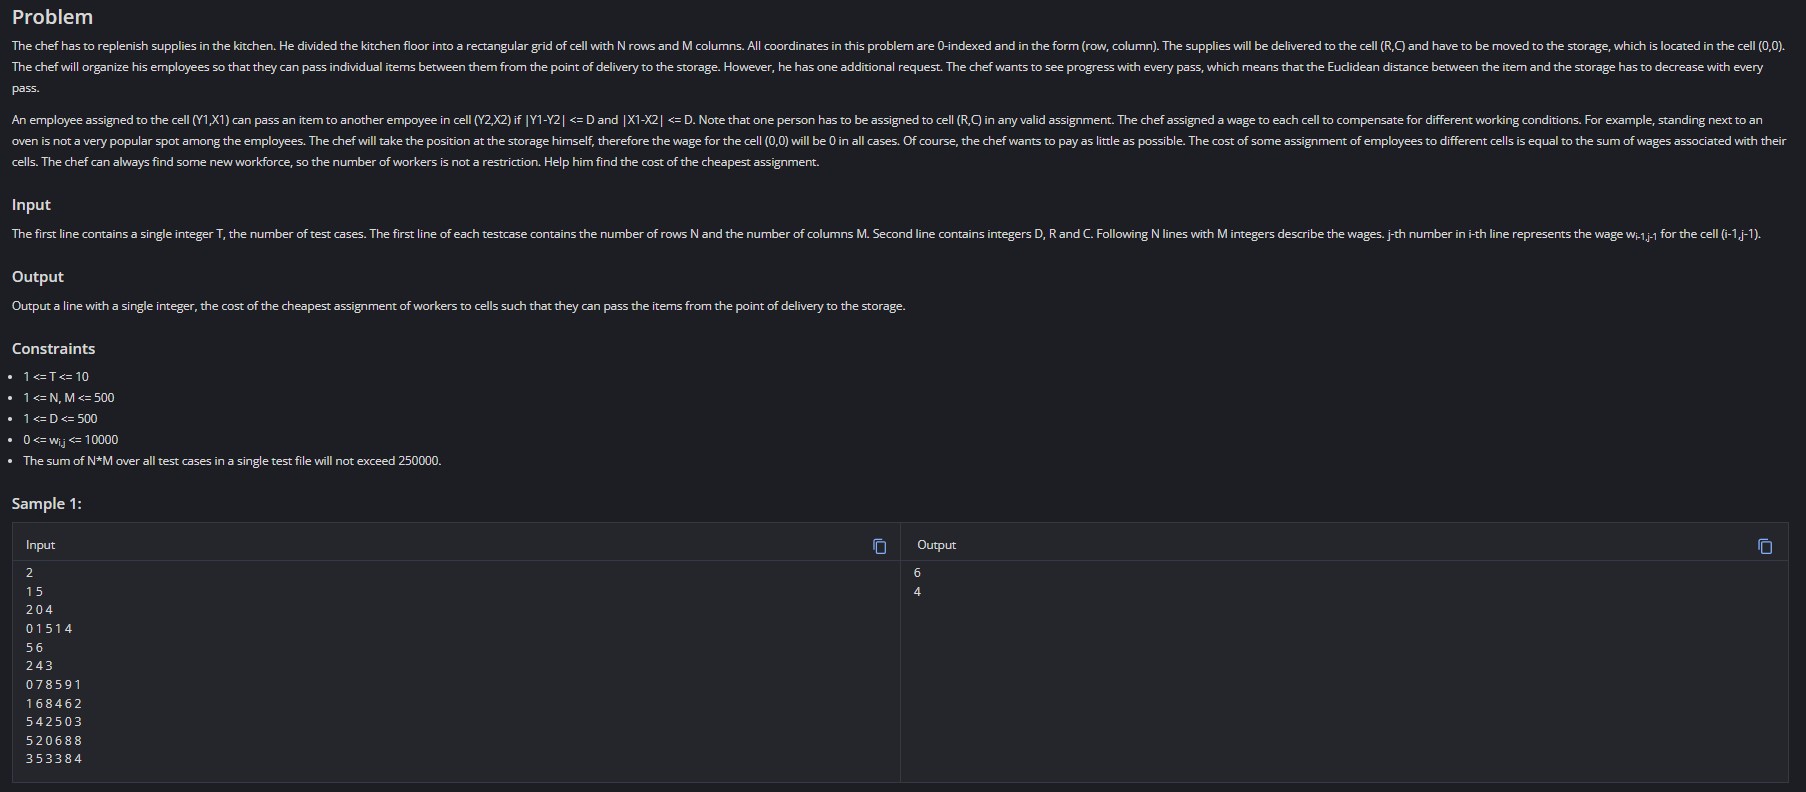 Problem
The chef has to replenish supplies in the kitchen. He divided the kitchen floor into a rectangular grid of cell with N rows and M columns. All coordinates in this problem are 0-indexed and in the form (row, column). The supplies will be delivered to the cell (R,C) and have to be moved to the storage, which is located in the cell (0,0).
The chef will organize his employees so that they can pass individual items between them from the point of delivery to the storage. However, he has one additional request. The chef wants to see progress with every pass, which means that the Euclidean distance between the item and the storage has to decrease with every
pass.
An employee assigned to the cell (Y1,X1) can pass an item to another empoyee in cell (Y2,X2) if |Y1-Y2| <= D and |X1-X2| <= D. Note that one person has to be assigned to cell (R,C) in any valid assignment. The chef assigned a wage to each cell to compensate for different working conditions. For example, standing next to an
oven is not a very popular spot among the employees. The chef will take the position at the storage himself, therefore the wage for the cell (0,0) will be 0 in all cases. Of course, the chef wants to pay as little as possible. The cost of some assignment of employees to different cells is equal to the sum of wages associated with their
cells. The chef can always find some new workforce, so the number of workers is not a restriction. Help him find the cost of the cheapest assignment.
Input
The first line contains a single integer T, the number of test cases. The first line of each testcase contains the number of rows N and the number of columns M. Second line contains integers D, R and C. Following N lines with M integers describe the wages. j-th number in i-th line represents the wage wi-1,j-1 for the cell (i-1,j-1).
Output
Output a line with a single integer, the cost of the cheapest assignment of workers to cells such that they can pass the items from the point of delivery to the storage.
Constraints
• 1 <= T <= 10
• 1 <= N, M <= 500
• 1 <= D <= 500
• 0 <= wi,j <= 10000
• The sum of N*M over all test cases in a single test file will not exceed 250000.
Sample 1:
Input
Output
2
1 5
2 0 4
0 1 5 1 4
5 6
2 4 3
0 7 8 5 9 1
1 6 8 4 6 2
5 4 2 5 0 3
5 2 0 6 8 8
3 5 3 3 8 4
6
4